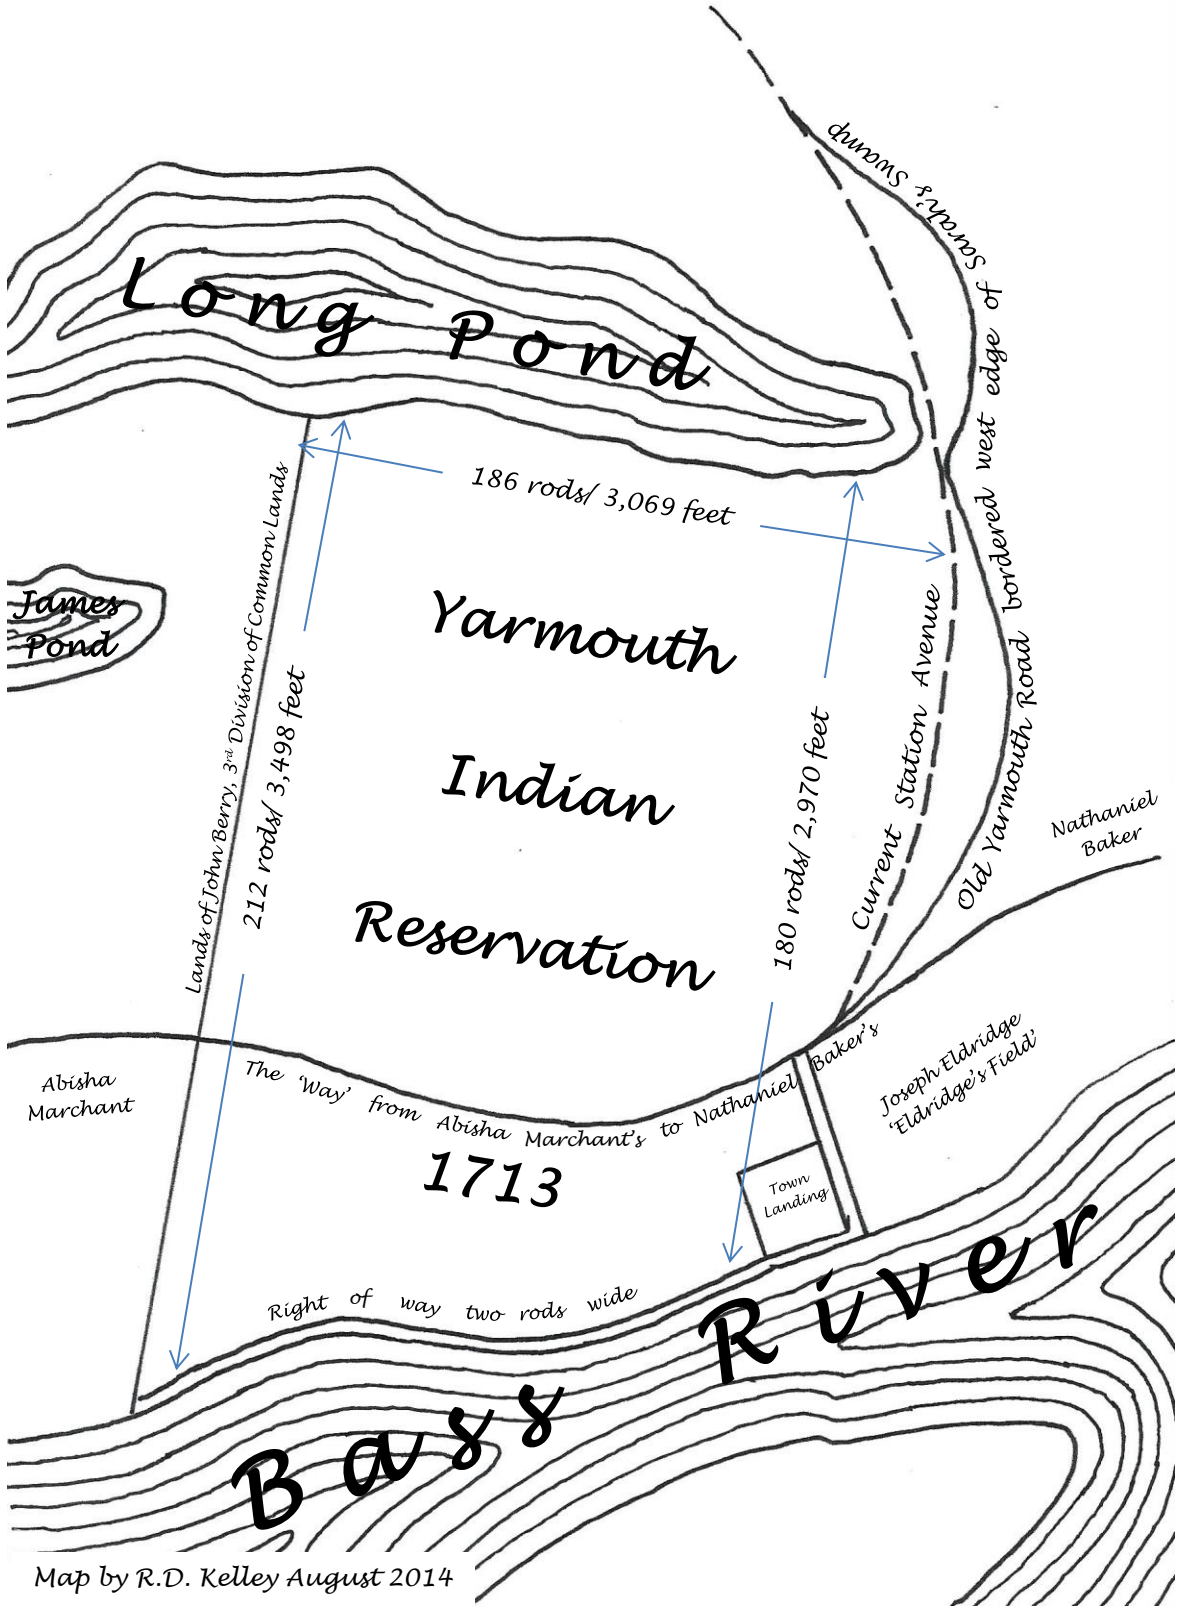 Old Yarmouth Road bordered west edge of Sarah's Swamp
Long Pond
186 rods/ 3,069 feet
James
Pond
Lands of John Berry, 3rd Division of Common Lands
212 rods/ 3,498 feet
Yarmouth
Indian
Reservation
180 rods/ 2,970 feet
Current Station Avenue
Nathaniel
Baker
Abisha
Marchant
The 'Way' from Abisha Marchant's to Nathaniel Baker's
Joseph Eldridge
'Eldridge's Field'
1713
Town
Landing
Right of way two rods wide
Bass River
Map by R.D. Kelley August 2014